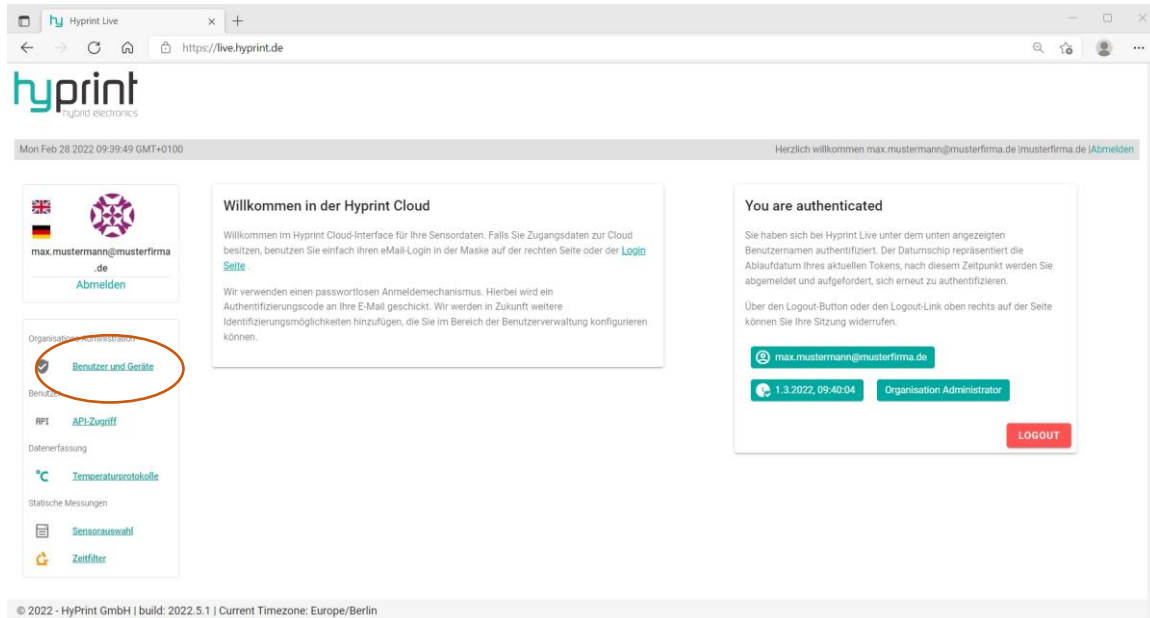 hy Hyprint Live
https://live.hyprint.de
hyprint
hybrid electronics
Mon Feb 28 2022 09:39:49 GMT+0100
Herzlich willkommen max.mustermann@musterfirma.de |musterfirma.de |Abmelden
max.mustermann@musterfirma
.de
Abmelden
Organisations Administration
Benutzer und Geräte
Benutzer
API API-Zugriff
Datenerfassung
°C Temperaturprotokolle
Statische Messungen
Sensorauswahl
Zeitfilter
Willkommen in der Hyprint Cloud
Willkommen im Hyprint Cloud-Interface für Ihre Sensordaten. Falls Sie Zugangsdaten zur Cloud
besitzen, benutzen Sie einfach ihren eMail-Login in der Maske auf der rechten Seite oder der Login
Seite .
Wir verwenden einen passwortlosen Anmeldemechanismus. Hierbei wird ein
Authentifizierungscode an Ihre E-Mail geschickt. Wir werden in Zukunft weitere
Identifizierungsmöglichkeiten hinzufügen, die Sie im Bereich der Benutzerverwaltung konfigurieren
können.
You are authenticated
Sie haben sich bei Hyprint Live unter dem unten angezeigten
Benutzernamen authentifiziert. Der Datumschip repräsentiert die
Ablaufdatum Ihres aktuellen Tokens, nach diesem Zeitpunkt werden Sie
abgemeldet und aufgefordert, sich erneut zu authentifizieren.
Über den Logout-Button oder den Logout-Link oben rechts auf der Seite
können Sie Ihre Sitzung widerrufen.
max.mustermann@musterfirma.de
1.3.2022, 09:40:04 Organisation Administrator
LOGOUT
© 2022 - HyPrint GmbH | build: 2022.5.1 | Current Timezone: Europe/Berlin